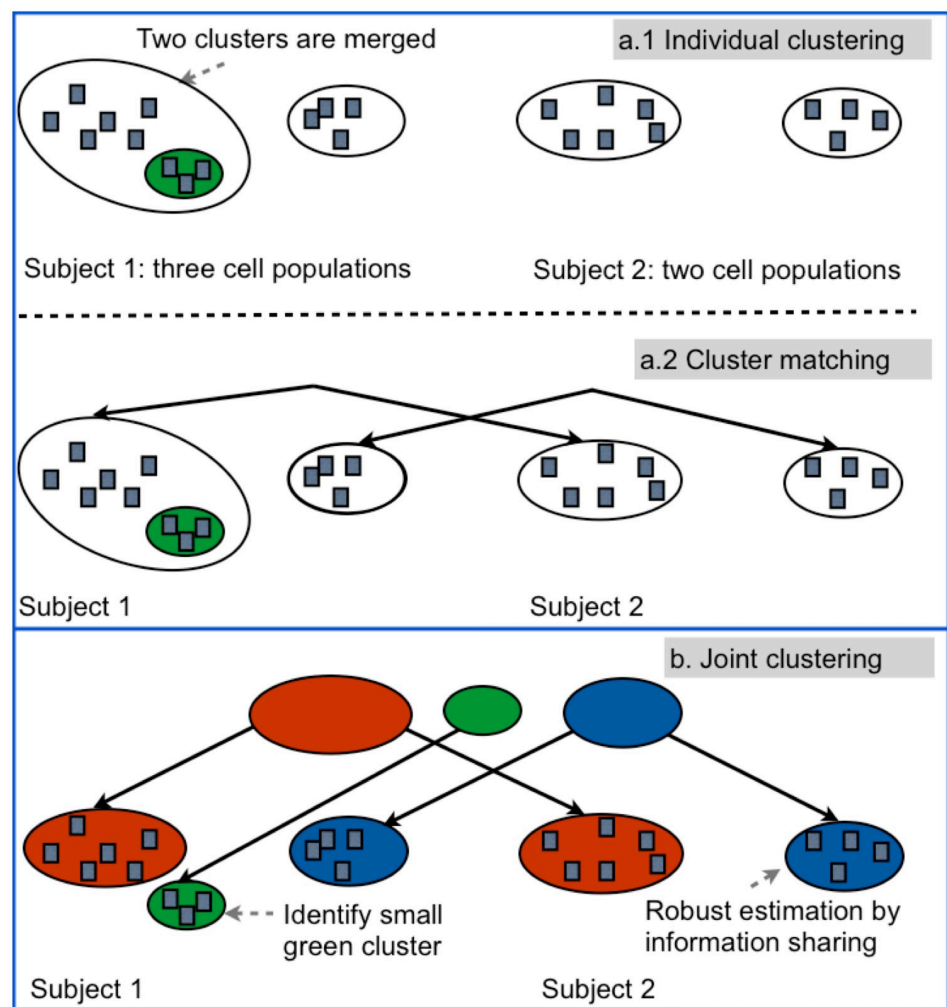 Two clusters are merged
a.1 Individual clustering
Subject 1: three cell populations
Subject 2: two cell populations
a.2 Cluster matching
Subject 1
Subject 2
b. Joint clustering
Identify small
green cluster
Robust estimation by
information sharing
Subject 1
Subject 2